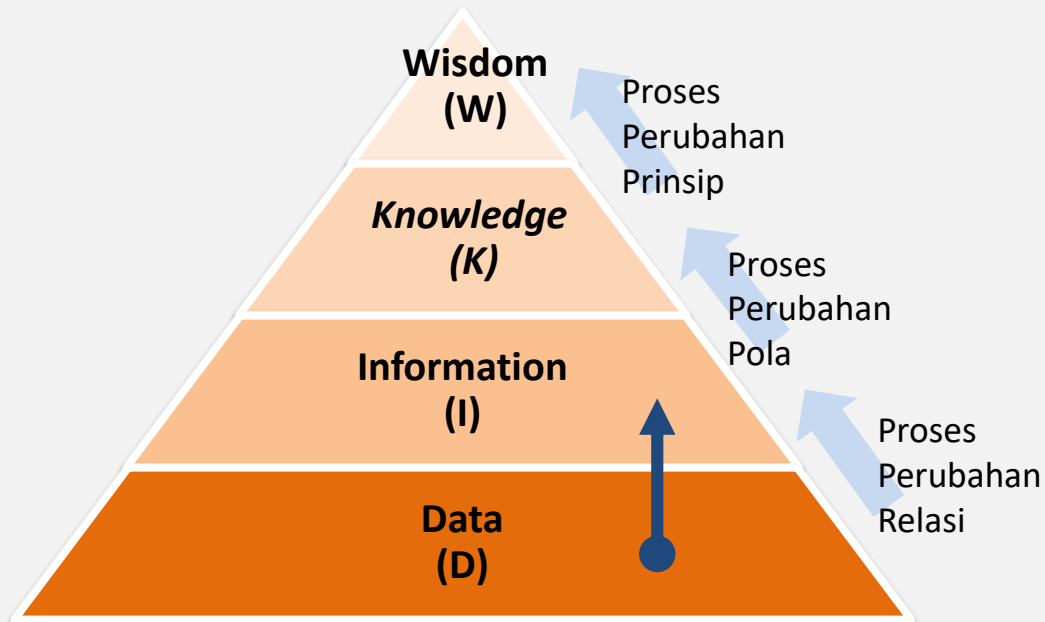 Wisdom
(W)
Proses
Perubahan
Prinsip
Knowledge
(K)
Proses
Perubahan
Pola
Information
(I)
Proses
Perubahan
Relasi
Data
(D)